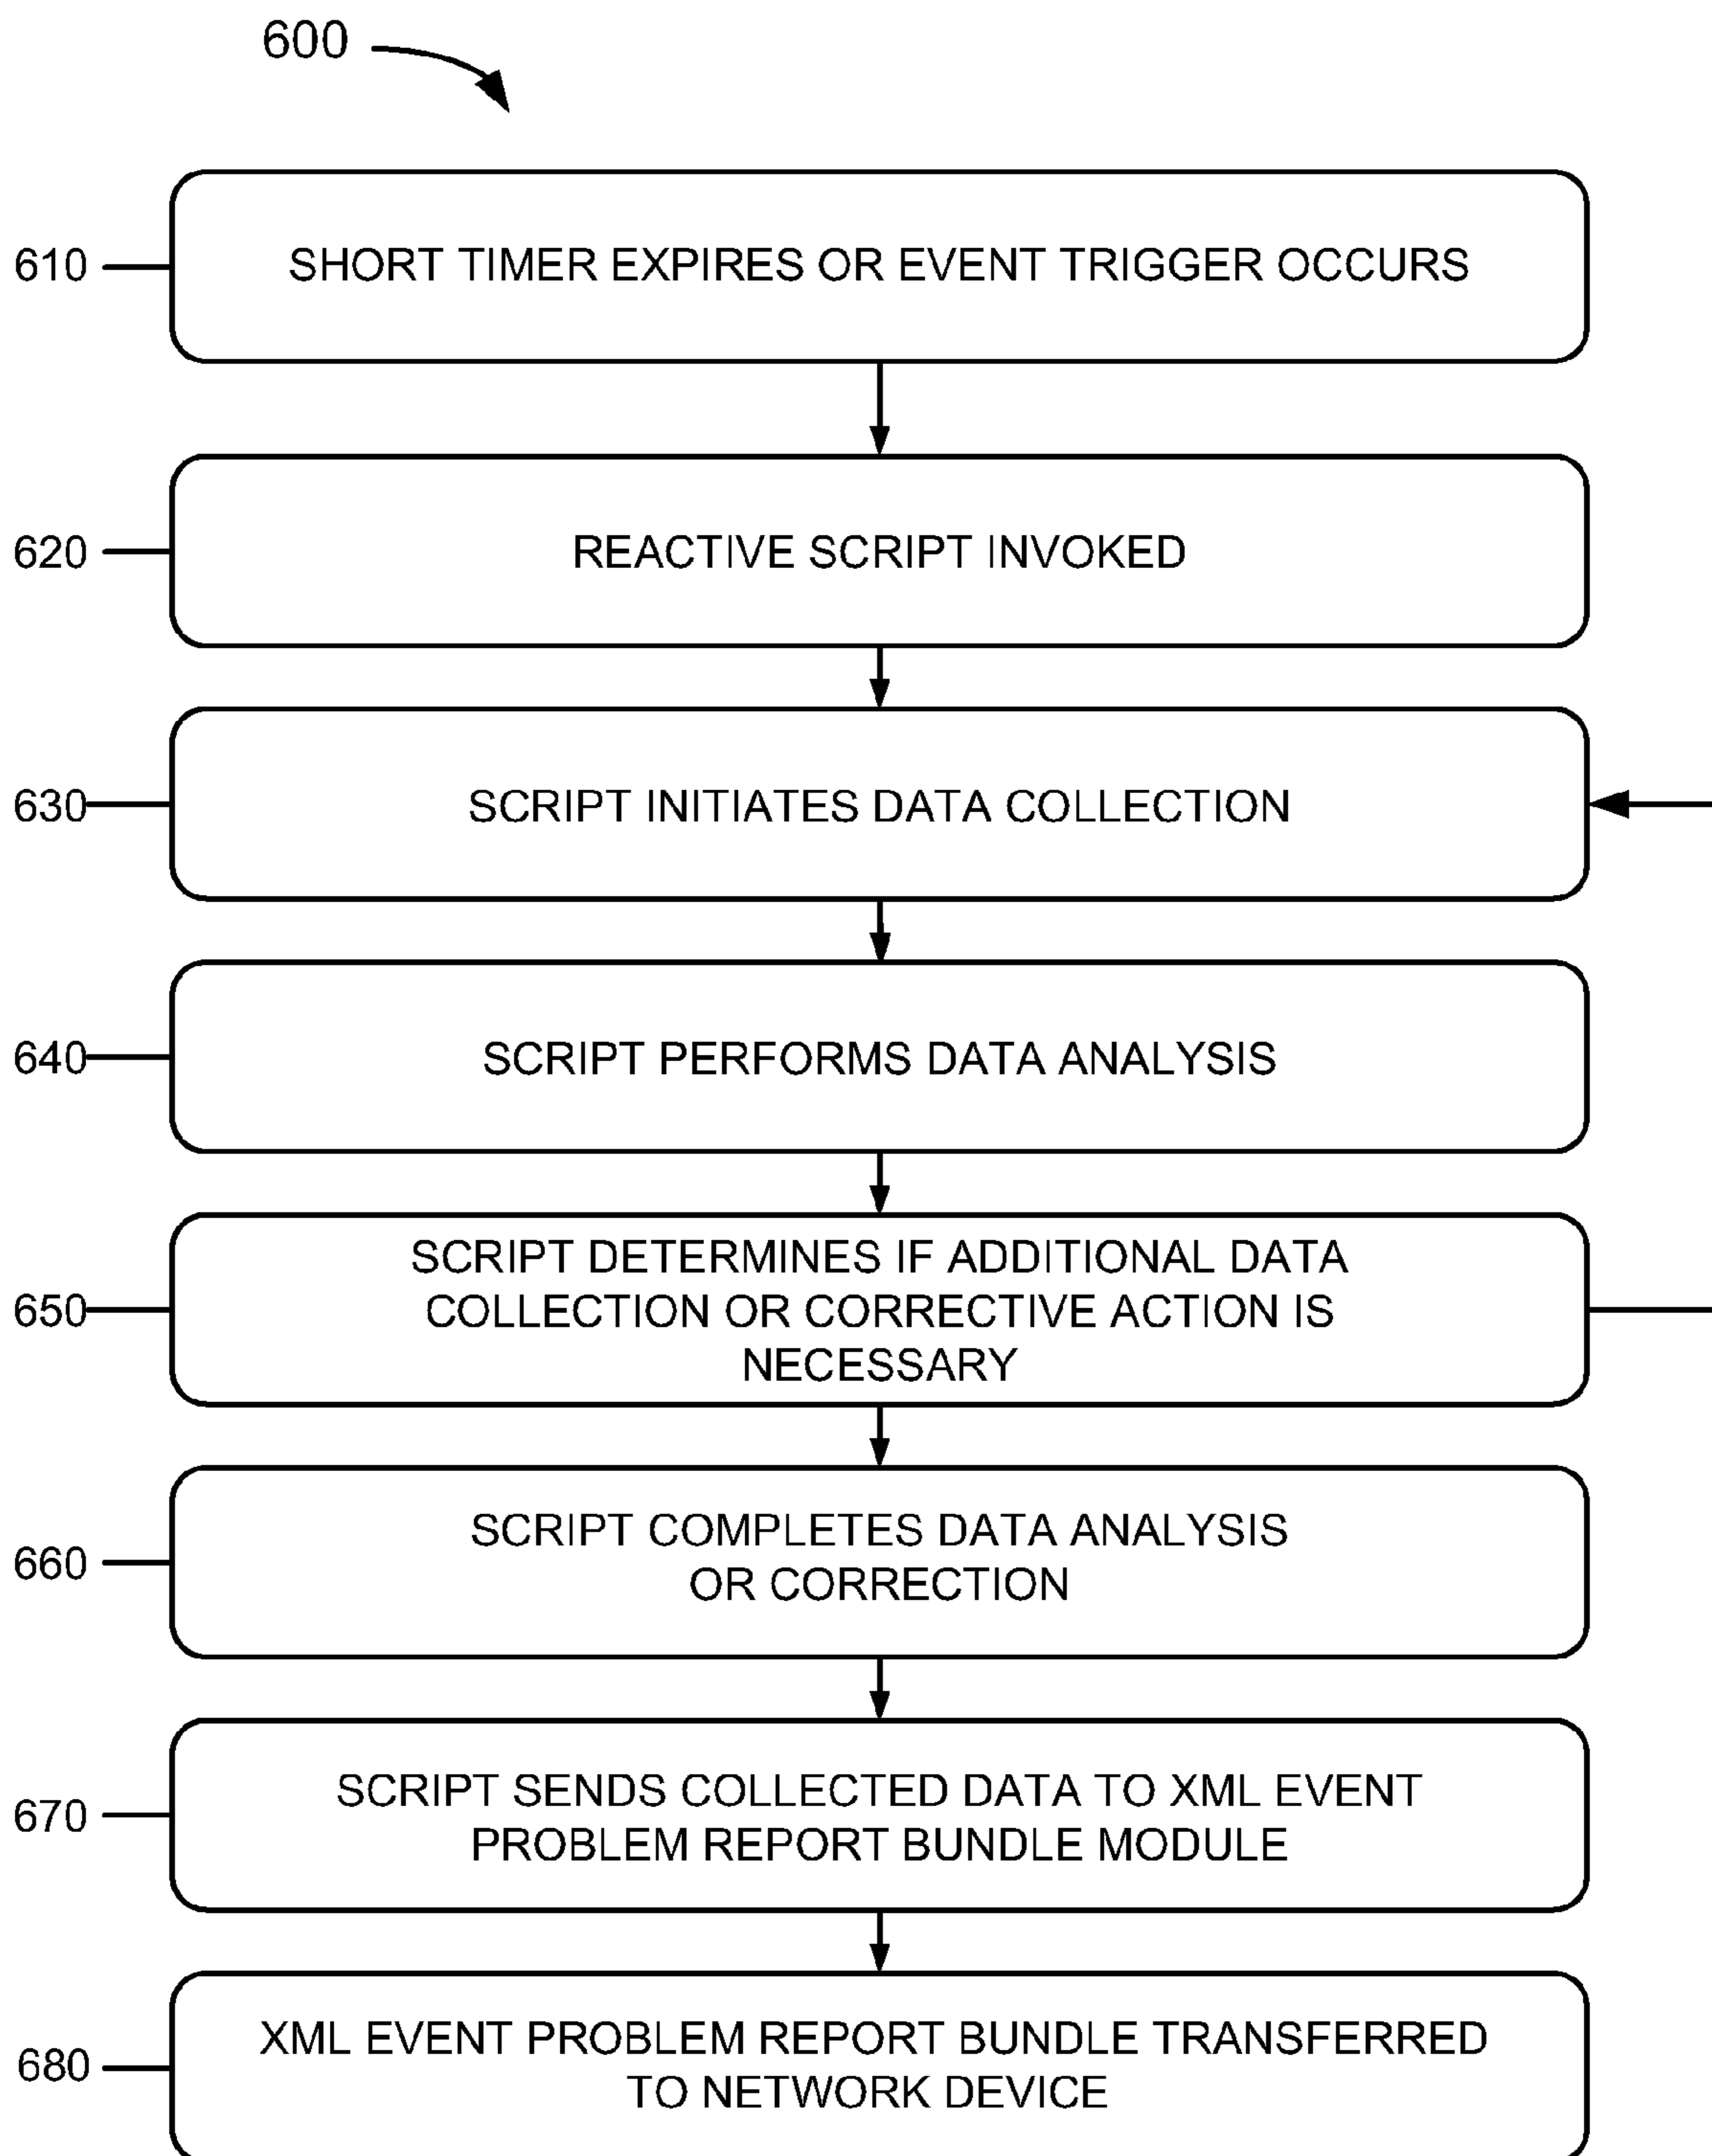 600
610
SHORT TIMER EXPIRES OR EVENT TRIGGER OCCURS
620
REACTIVE SCRIPT INVOKED
630
SCRIPT INITIATES DATA COLLECTION
640
SCRIPT PERFORMS DATA ANALYSIS
650
SCRIPT DETERMINES IF ADDITIONAL DATA
COLLECTION OR CORRECTIVE ACTION IS
NECESSARY
660
SCRIPT COMPLETES DATA ANALYSIS
OR CORRECTION
670
SCRIPT SENDS COLLECTED DATA TO XML EVENT
PROBLEM REPORT BUNDLE MODULE
680
XML EVENT PROBLEM REPORT BUNDLE TRANSFERRED
TO NETWORK DEVICE